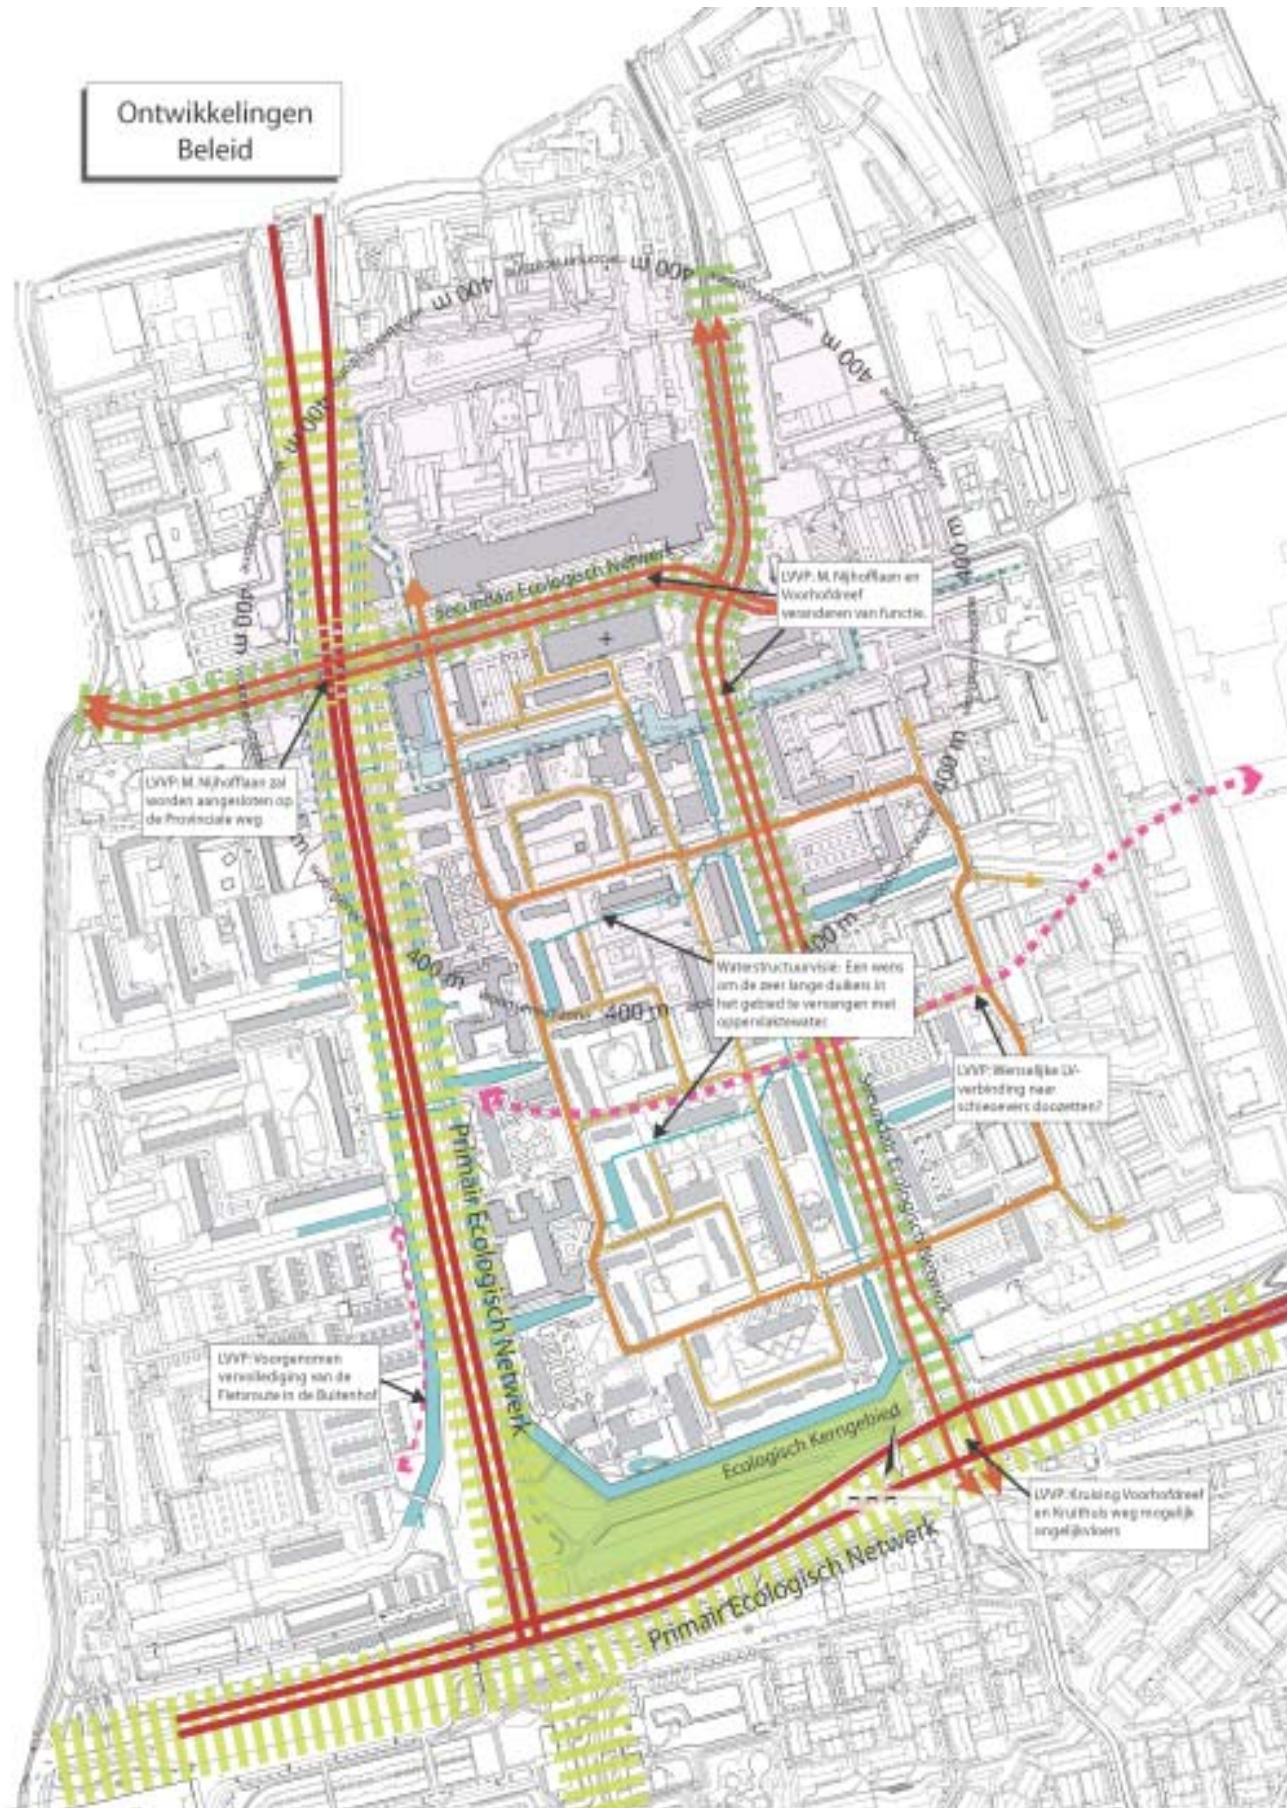 Ontwikkelingen
Beleid
400 m
400 m
400 m
400 m
400 m
400 m
400 m
400 m
400 m
400 m
400 m
Secundair Ecologisch Netwerk
LVVP: M. Nijhofflaan en
Voorhofdreef
veranderen van functie.
LVVP: M. Nijhofflaan zal
worden aangesloten op
de Provinciale weg
Waterstructuurvisie: Een wens
om de zeer lange duikers in
het gebied te vervangen met
oppervlaktewater.
LVVP: Wenselijke LV-
verbinding naar
schieoevers doorzetten?
Primair Ecologisch Netwerk
Secundair Ecologisch Netwerk
LVVP: Voorgenomen
vervollediging van de
Fietsroute in de Buitenhof
Ecologisch Kerngebied
LVVP: Kruising Voorhofdreef
en Kruithuis weg mogelijk
ongelijkvloers
Primair Ecologisch Netwerk